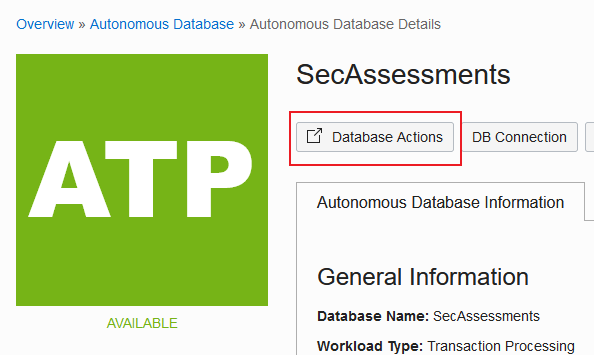 Overview » Autonomous Database » Autonomous Database Details
ATP
AVAILABLE
SecAssessments
Database Actions
DB Connection
Autonomous Database Information
General Information
Database Name: SecAssessments
Workload Type: Transaction Processing